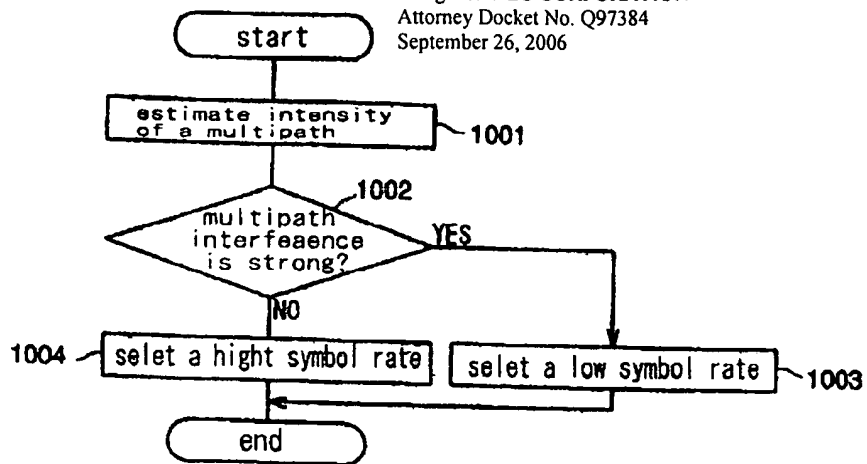 start
Attorney Docket No. Q97384
September 26, 2006
estimate intensity
of a multipath
1001
1002
multipath
interfeaence
is strong?
YES
NO
1004
selet a hight symbol rate
selet a low symbol rate
1003
end